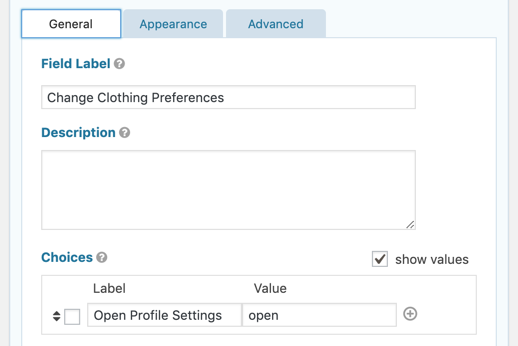 General Appearance Advanced
Field Label ?
Change Clothing Preferences
Description ?
Choices ? show values
Label Value
Open Profile Settings open